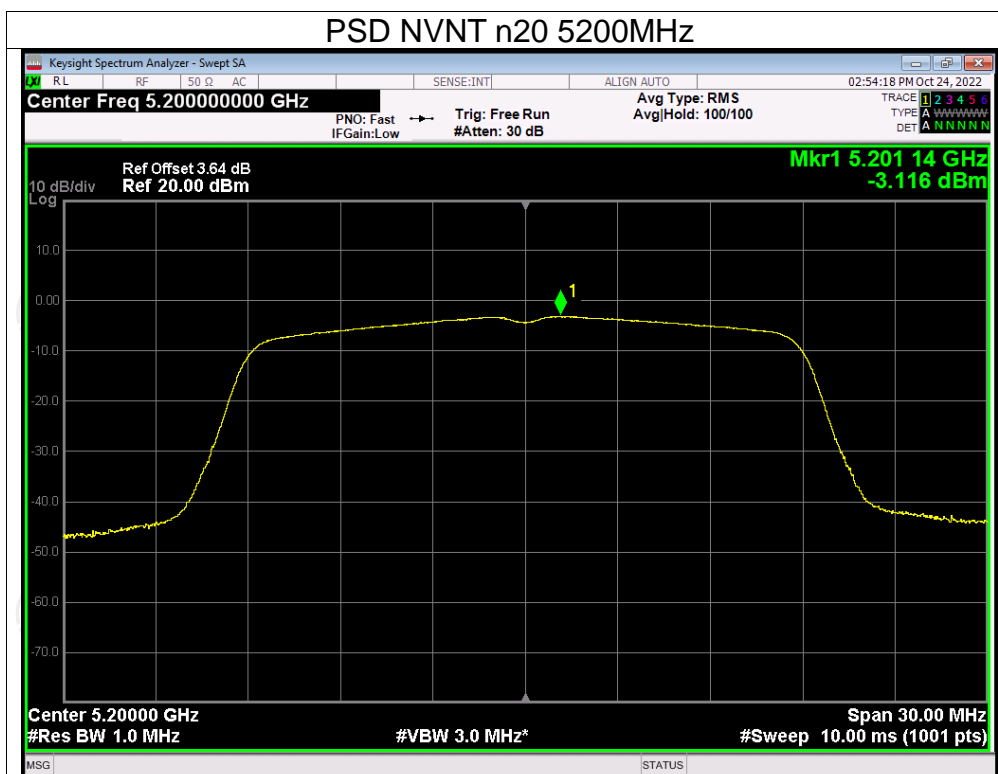 PSD NVNT n20 5200MHz
Keysight Spectrum Analyzer - Swept SA
LXI RL RF 50 Ω AC SENSE:INT ALIGN AUTO 02:54:18 PM Oct 24, 2022
Center Freq 5.200000000 GHz Avg Type: RMS TRACE 1 2 3 4 5 6
PNO: Fast Trig: Free Run Avg|Hold: 100/100 TYPE A WWWWW
IFGain:Low #Atten: 30 dB DET A N N N N N
Mkr1 5.201 14 GHz
Ref Offset 3.64 dB
10 dB/div Ref 20.00 dBm -3.116 dBm
Log
10.0
1
0.00
-10.0
-20.0
-30.0
-40.0
-50.0
-60.0
-70.0
Center 5.20000 GHz Span 30.00 MHz
#Res BW 1.0 MHz #VBW 3.0 MHz* #Sweep 10.00 ms (1001 pts)
MSG STATUS